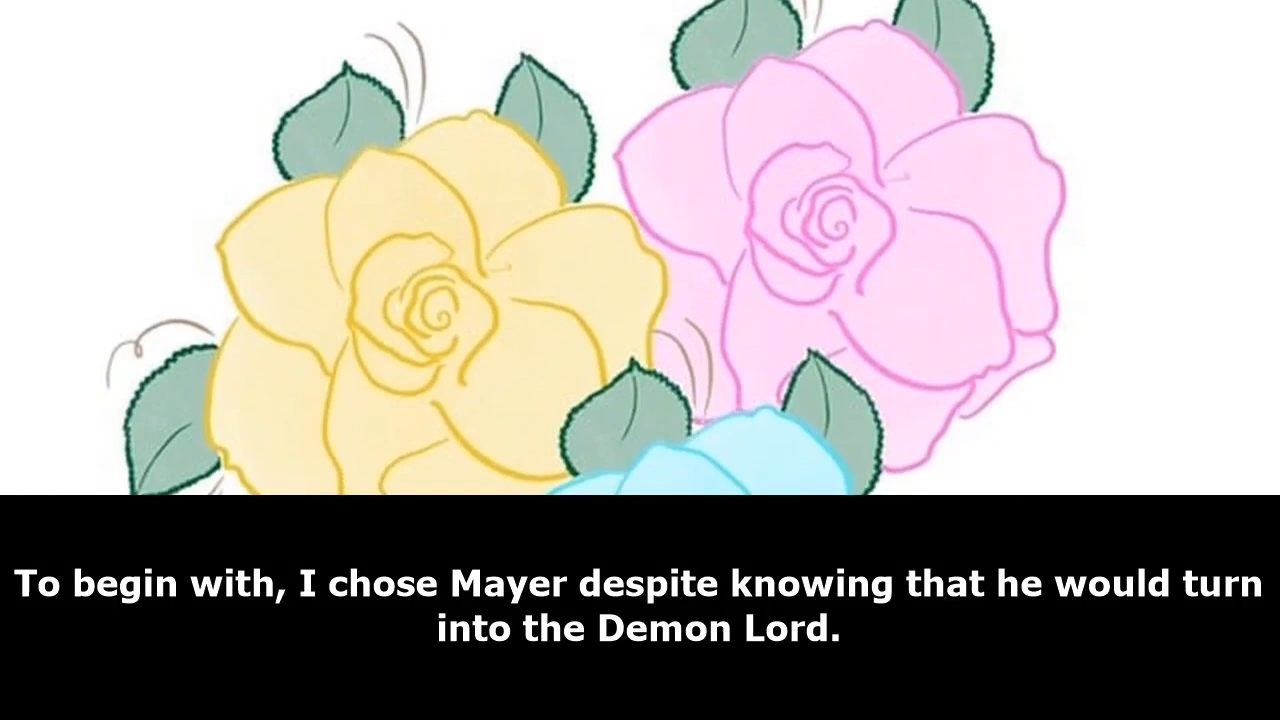 To begin with, I chose Mayer despite knowing that he would turn
into the Demon Lord.